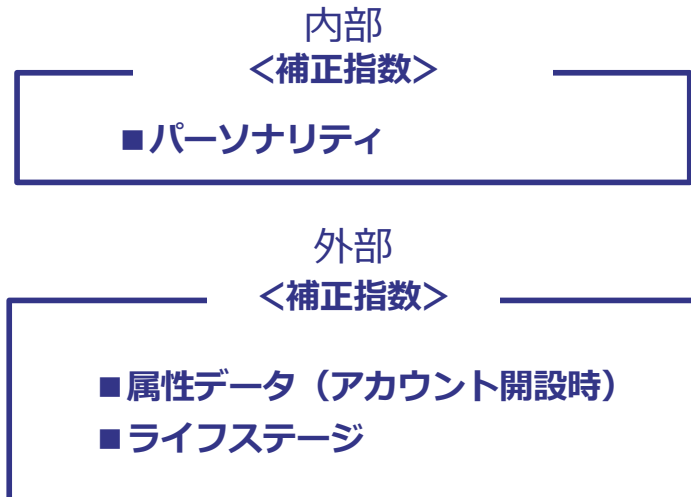 内部
<補正指数>
■パーソナリティ
外部
<補正指数>
■属性データ（アカウント開設時）
■ライフステージ